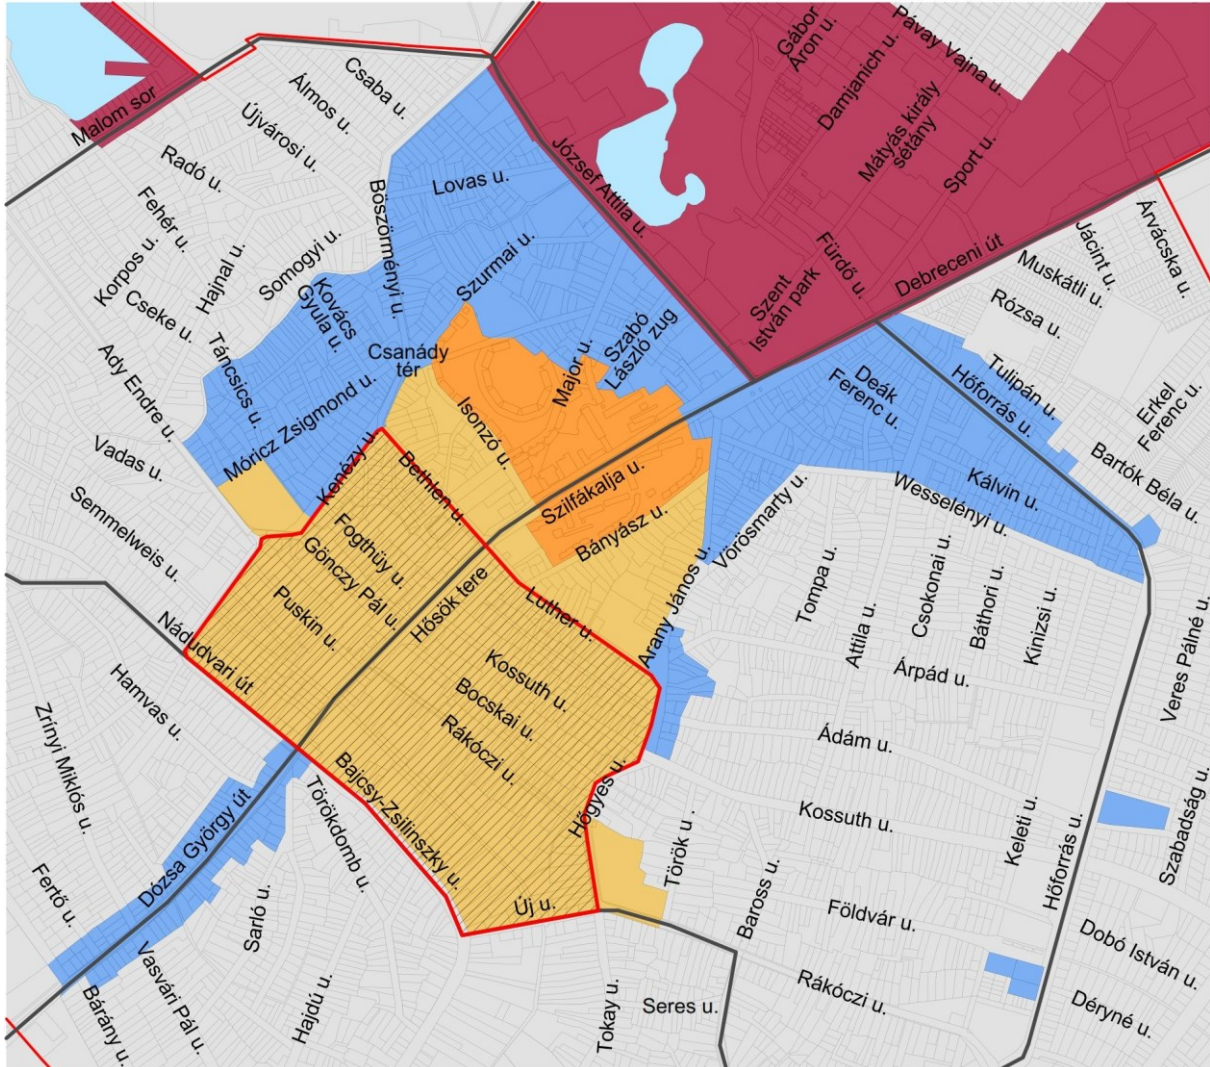 Gábor
Áron u.
Pávay Vajna u.
Damjanich u.
Csaba u.
Álmos u.
Malom sor
Újvárosi u.
Mátyás király
sétány
Sport u.
Radó u.
József Attila u.
Lovas u.
Böszörményi u.
Fehér u.
Árvácska u.
Jácint u.
Korpos u.
Hajnal u.
Somogyi u.
Szurmai u.
Fürdő u.
Debreceni út
Muskátli u.
Szent
István park
Cseke u.
Kovács
Gyula u.
Rózsa u.
Szabó
László zug
Táncsics u.
Csanády
tér
Major u.
Ady Endre u.
Deák
Ferenc u.
Tulipán u.
Hőforrás u.
Erkel
Ferenc u.
Móricz Zsigmond u.
Isonzó u.
Vadas u.
Kenézy u.
Bethlen u.
Bartók Béla u.
Szilfákalja u.
Kálvin u.
Wesselényi u.
Semmelweis u.
Bányász u.
Vörösmarty u.
Fogthüy u.
Gönczy Pál u.
Hősök tere
Puskin u.
Luther u.
Arany János u.
Tompa u.
Attila u.
Csokonai u.
Báthori u.
Kinizsi u.
Nádudvari út
Kossuth u.
Árpád u.
Veres Pálné u.
Hamvas u.
Bocskai u.
Zrínyi Miklós u.
Rákóczi u.
Ádám u.
Bajcsy-Zsilinszky u.
Hőgyes u.
Törökdomb u.
Dózsa György út
Kossuth u.
Keleti u.
Szabadság u.
Török u.
Hőforrás u.
Fertő u.
Sarló u.
Új u.
Baross u.
Földvár u.
Dobó István u.
Vasvári Pál u.
Bárány u.
Hajdú u.
Tokay u.
Seres u.
Rákóczi u.
Déryné u.